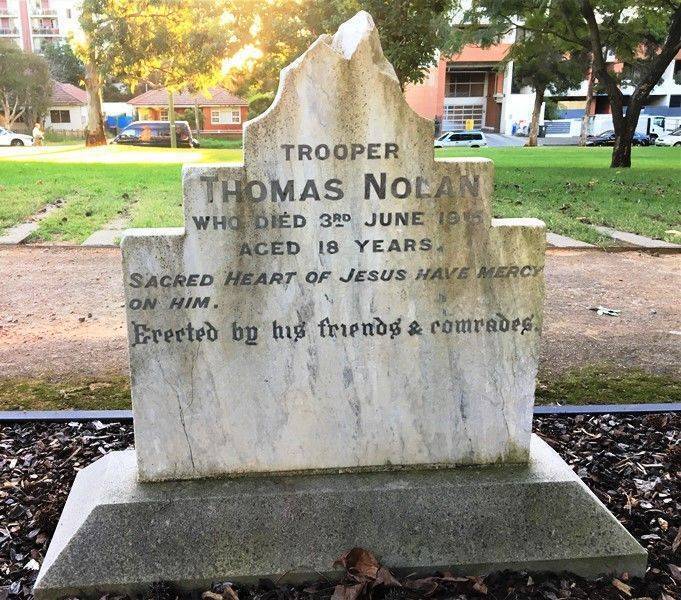 TROOPER
THOMAS NOLAN
WHO DIED 3RD JUNE 1915
AGED 18 YEARS.
SACRED HEART OF JESUS HAVE MERCY
ON HIM.
Erected by his friends & comrades.